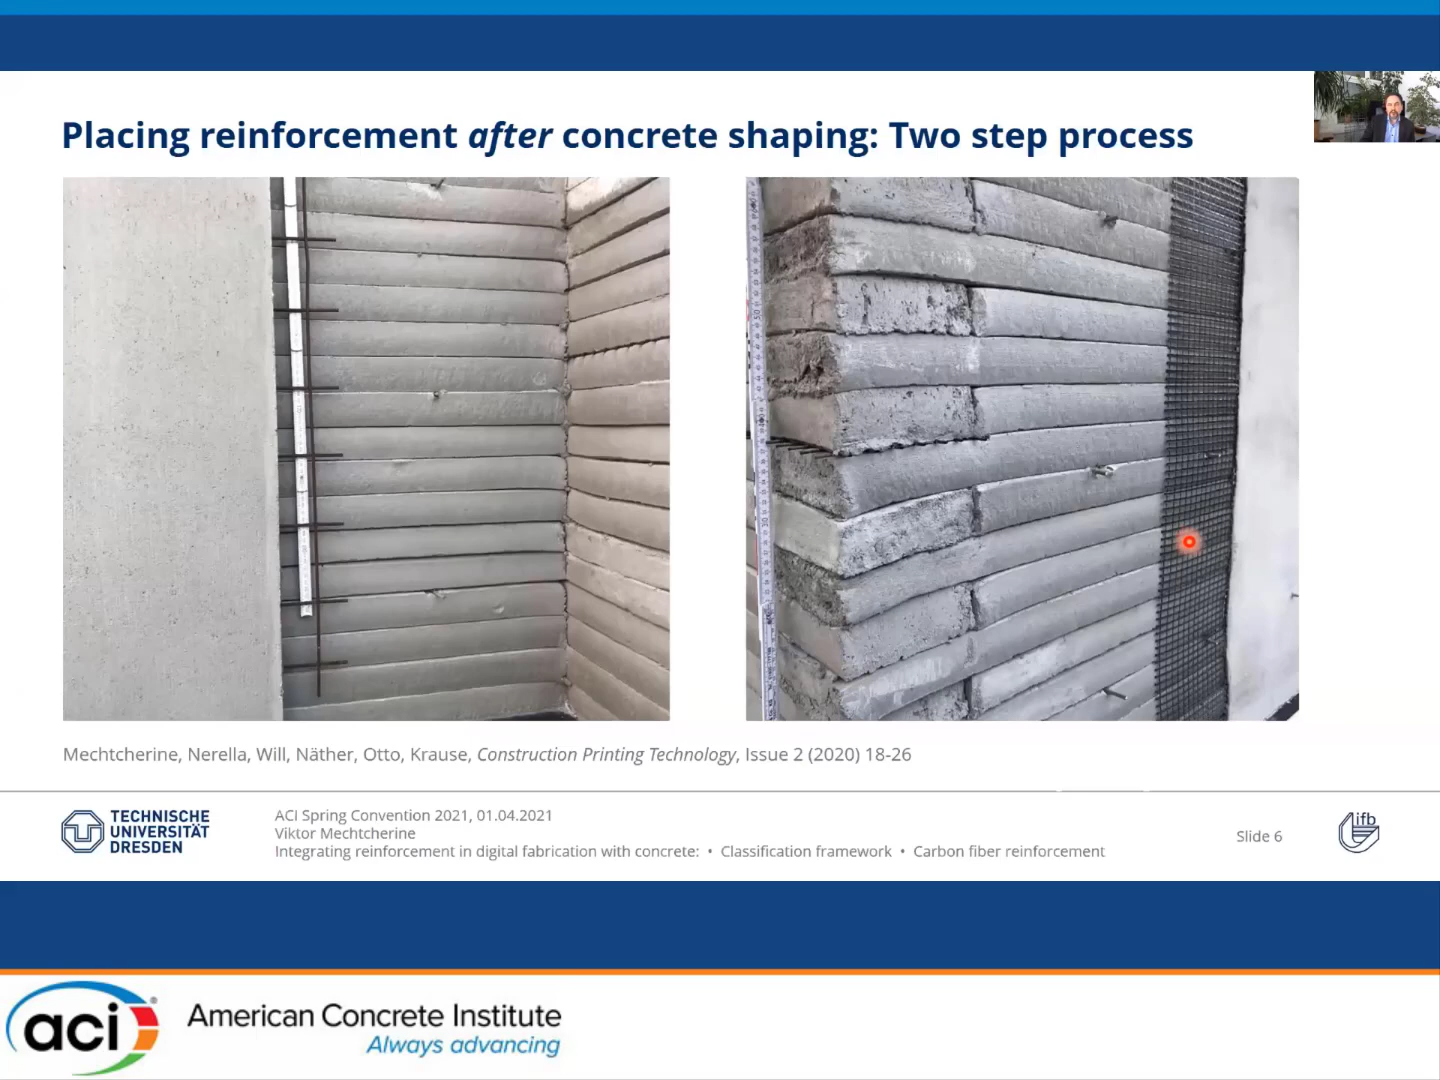 Placing reinforcement after concrete shaping: Two step process
Mechtcherine, Nerella, Will, Näther, Otto, Krause, Construction Printing Technology, Issue 2 (2020) 18-26
TECHNISCHE
UNIVERSITÄT
DRESDEN
ACI Spring Convention 2021, 01.04.2021
Viktor Mechtcherine
Integrating reinforcement in digital fabrication with concrete: • Classification framework • Carbon fiber reinforcement
Slide 6
ifb
aci®
American Concrete Institute
Always advancing